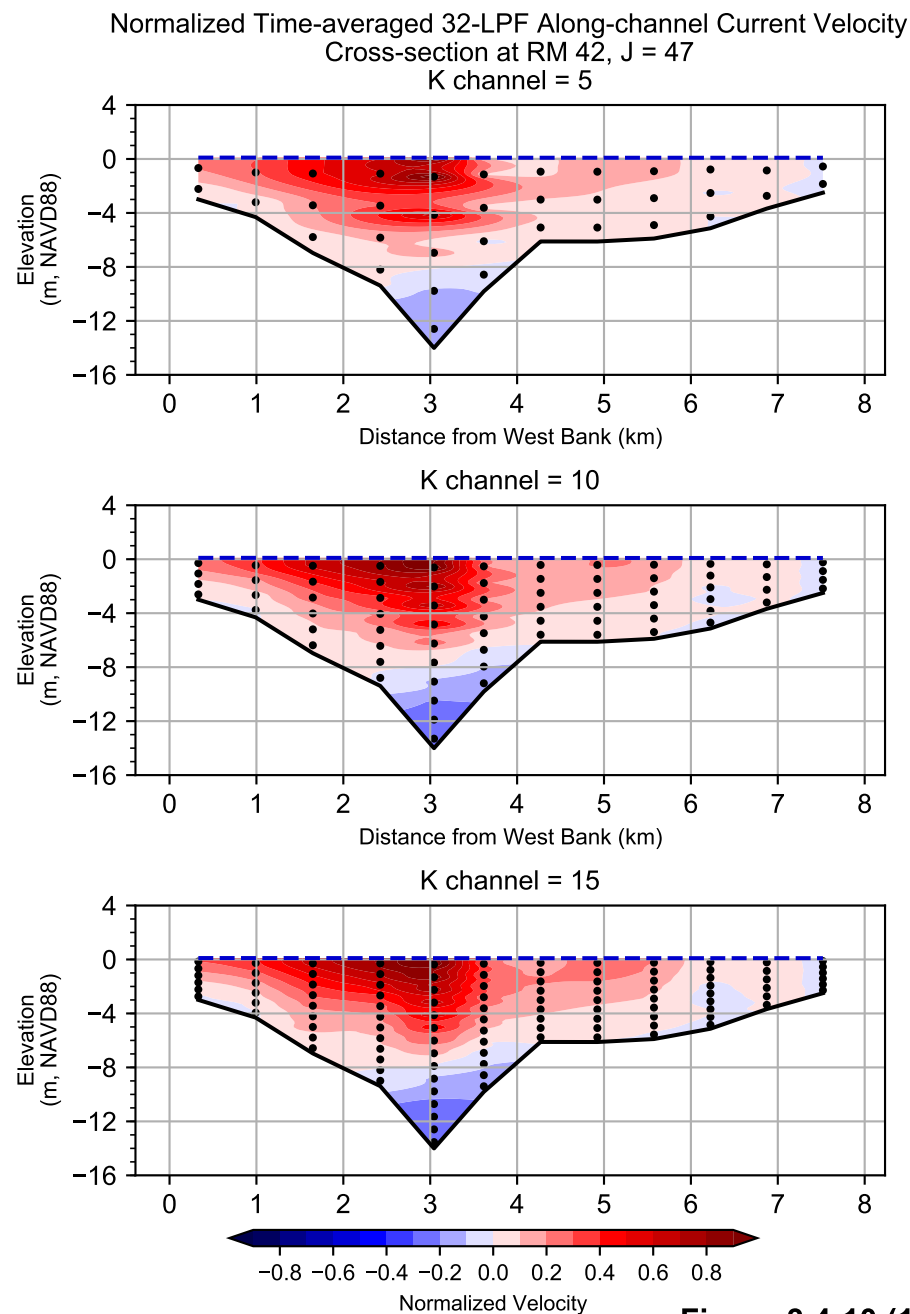 Normalized Time-averaged 32-LPF Along-channel Current Velocity
Cross-section at RM 42, J = 47
K channel = 5
4
0
−4
−8
−12
−16
Elevation
(m, NAVD88)
0 1 2 3 4 5 6 7 8
Distance from West Bank (km)
K channel = 10
4
0
−4
−8
−12
−16
Elevation
(m, NAVD88)
0 1 2 3 4 5 6 7 8
Distance from West Bank (km)
K channel = 15
4
0
−4
−8
−12
−16
Elevation
(m, NAVD88)
0 1 2 3 4 5 6 7 8
−0.8 −0.6 −0.4 −0.2 0.0 0.2 0.4 0.6 0.8
Normalized Velocity